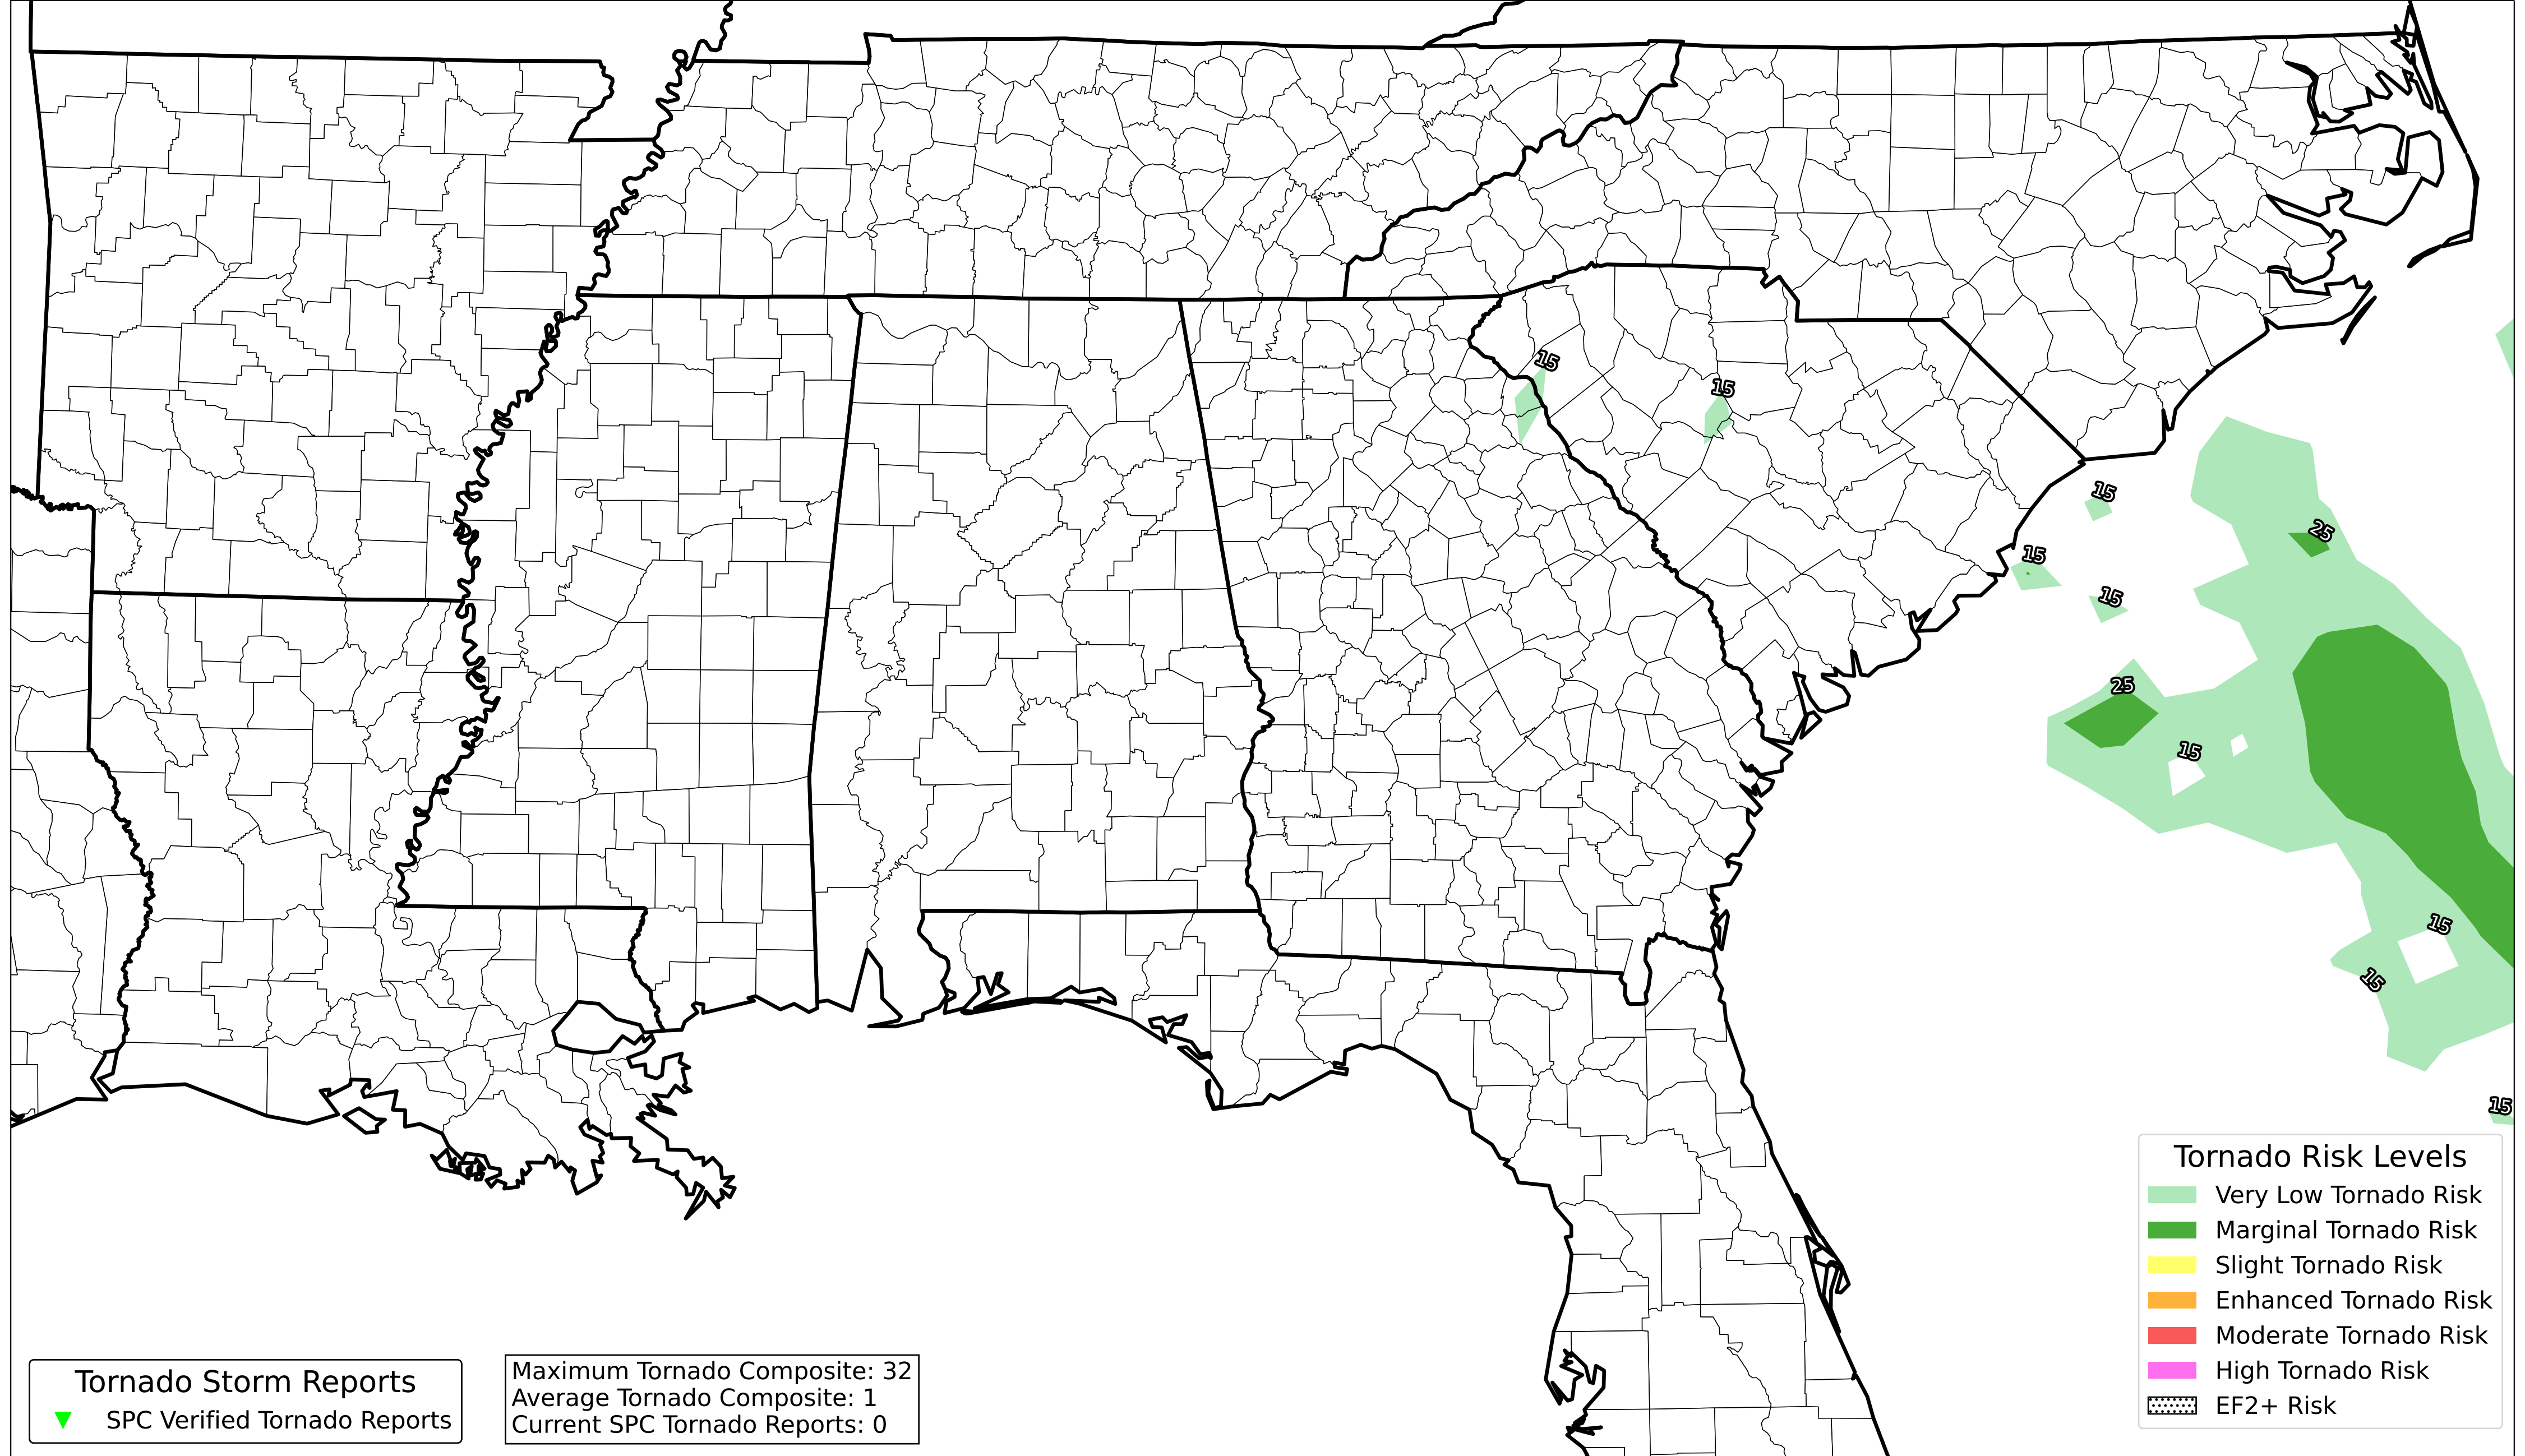 15
15
15
25
15
15
25
15
15
15
15
Tornado Risk Levels
Very Low Tornado Risk
Marginal Tornado Risk
Slight Tornado Risk
Enhanced Tornado Risk
Moderate Tornado Risk
High Tornado Risk
EF2+ Risk
Tornado Storm Reports
SPC Verified Tornado Reports
Maximum Tornado Composite: 32
Average Tornado Composite: 1
Current SPC Tornado Reports: 0